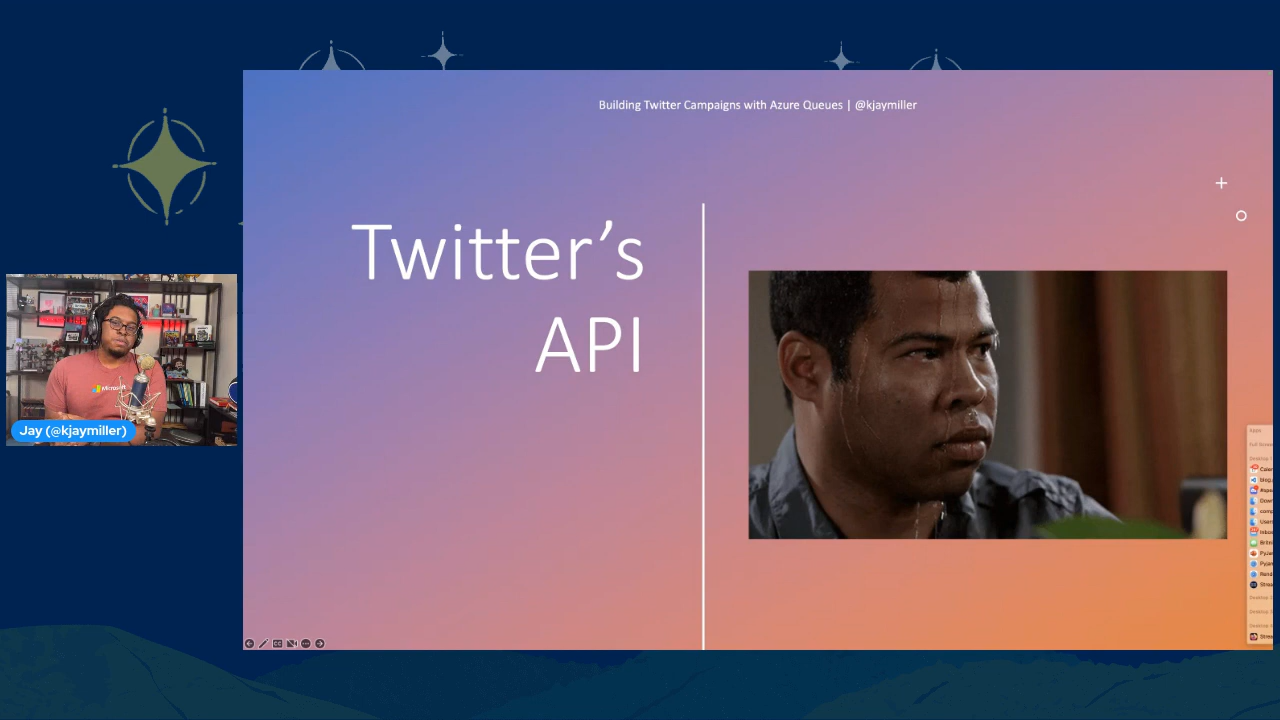 Building Twitter Campaigns with Azure Queues | @kjaymiller
Twitter's
API
Microsoft
Jay (@kjaymiller)